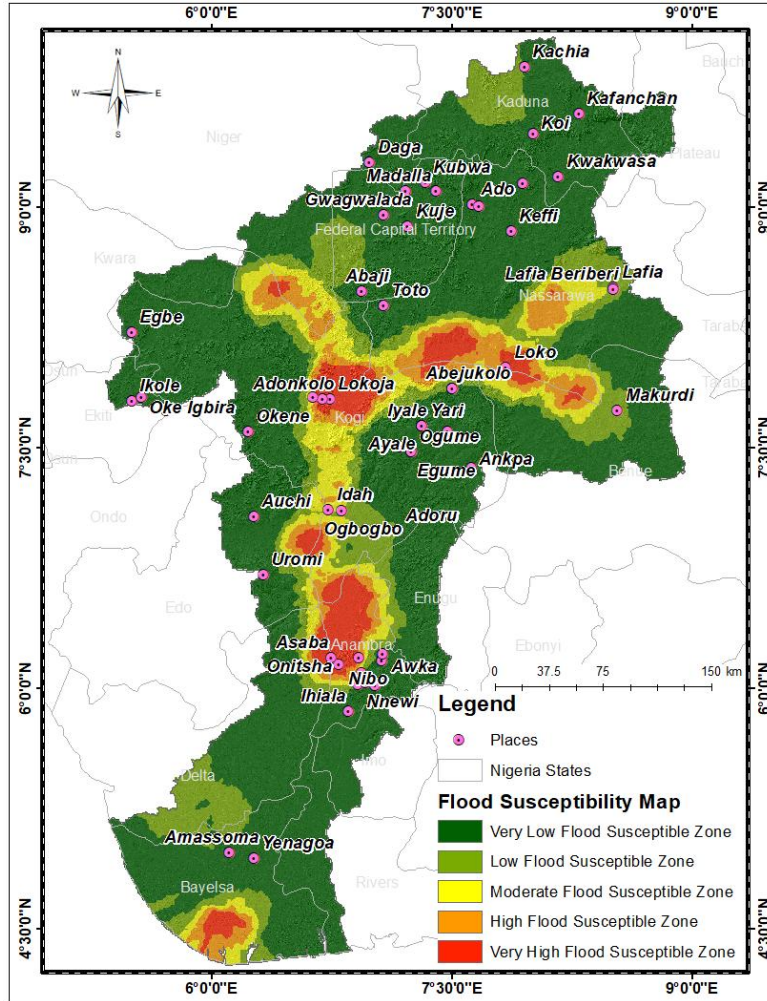 6°0'0"E 7°30'0"E 9°0'0"E
N
W E
S
Kachia
Bauchi
Kaduna
Kafanchan
Koi
Niger
Plateau
Daga
Kubwa
Kwakwasa
Madalla
Ado
9°0'0"N 9°0'0"N
Gwagwalada
Kuje
Keffi
Federal Capital Territory
Kwara
Abaji
Lafia Beriberi Lafia
Toto
Nassarawa
Egbe
Taraba
Loko
Abejukolo
Ikole
Adonkolo Lokoja
Taraba
Oke Igbira
Makurdi
Ekiti
Okene
Kogi
Iyale Yari
Ogume
7°30'0"N 7°30'0"N
Ayale
Egume
Ankpa
Benue
Auchi
Idah
Ondo
Ogbogbo
Adoru
Uromi
Edo
Enugu
Ebonyi
Asaba
Anambra
Onitsha
Awka
6°0'0"N 6°0'0"N
0 37.5 75 150 km
Nibo
Ihiala
Nnewi
Legend
Places
Imo
Nigeria States
Delta
Flood Susceptibility Map
Very Low Flood Susceptible Zone
Amassoma
Yenagoa
Low Flood Susceptible Zone
Bayelsa
Rivers
Moderate Flood Susceptible Zone
4°30'0"N 4°30'0"N
High Flood Susceptible Zone
Very High Flood Susceptible Zone
6°0'0"E 7°30'0"E 9°0'0"E